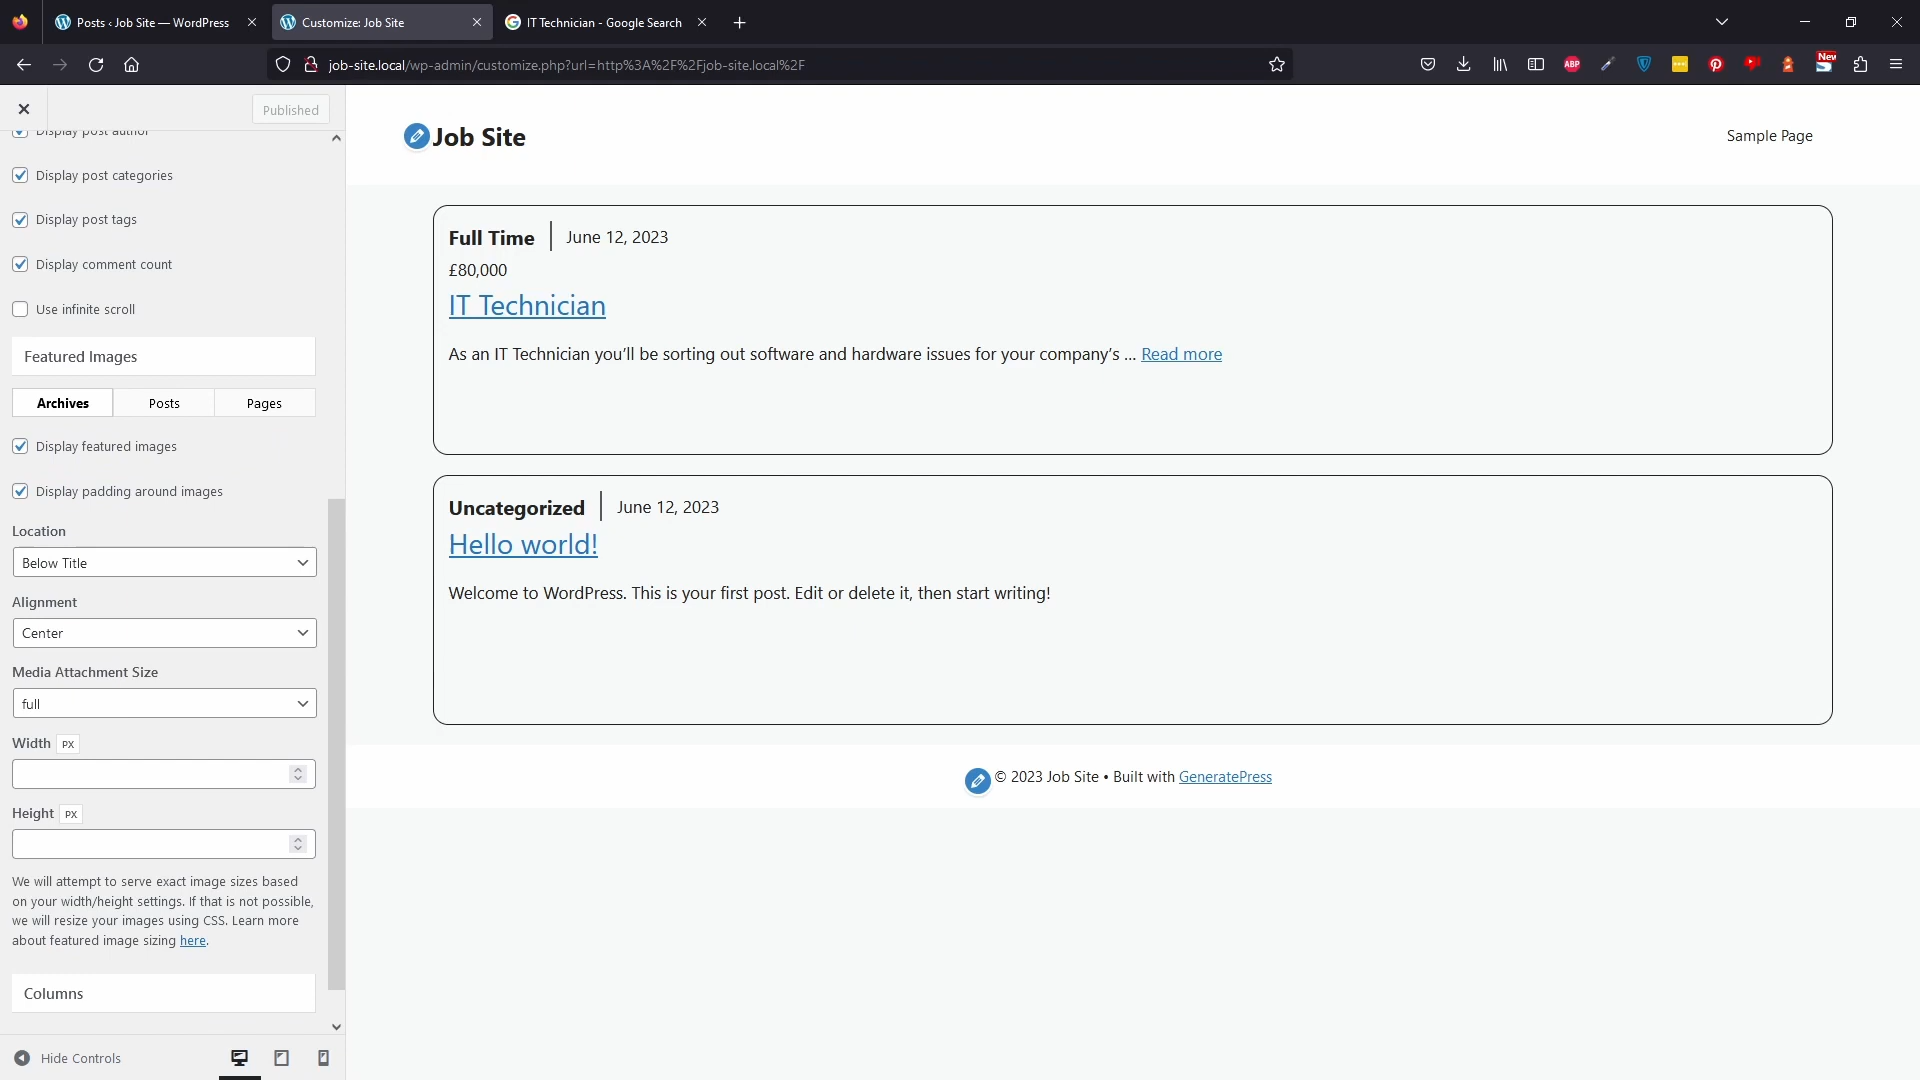 Posts ‹ Job Site — WordPress
Customize: Job Site
IT Technician - Google Search
job-site.local/wp-admin/customize.php?url=http%3A%2F%2Fjob-site.local%2F
ABP
New
Published
Display post author
Display post categories
Display post tags
Display comment count
Use infinite scroll
Featured Images
Archives
Posts
Pages
Display featured images
Display padding around images
Location
Below Title
Alignment
Center
Media Attachment Size
full
Width PX
Height PX
We will attempt to serve exact image sizes based
on your width/height settings. If that is not possible,
we will resize your images using CSS. Learn more
about featured image sizing here.
Columns
Hide Controls
Job Site
Sample Page
Full Time
June 12, 2023
£80,000
IT Technician
As an IT Technician you’ll be sorting out software and hardware issues for your company’s … Read more
Uncategorized
June 12, 2023
Hello world!
Welcome to WordPress. This is your first post. Edit or delete it, then start writing!
© 2023 Job Site • Built with GeneratePress